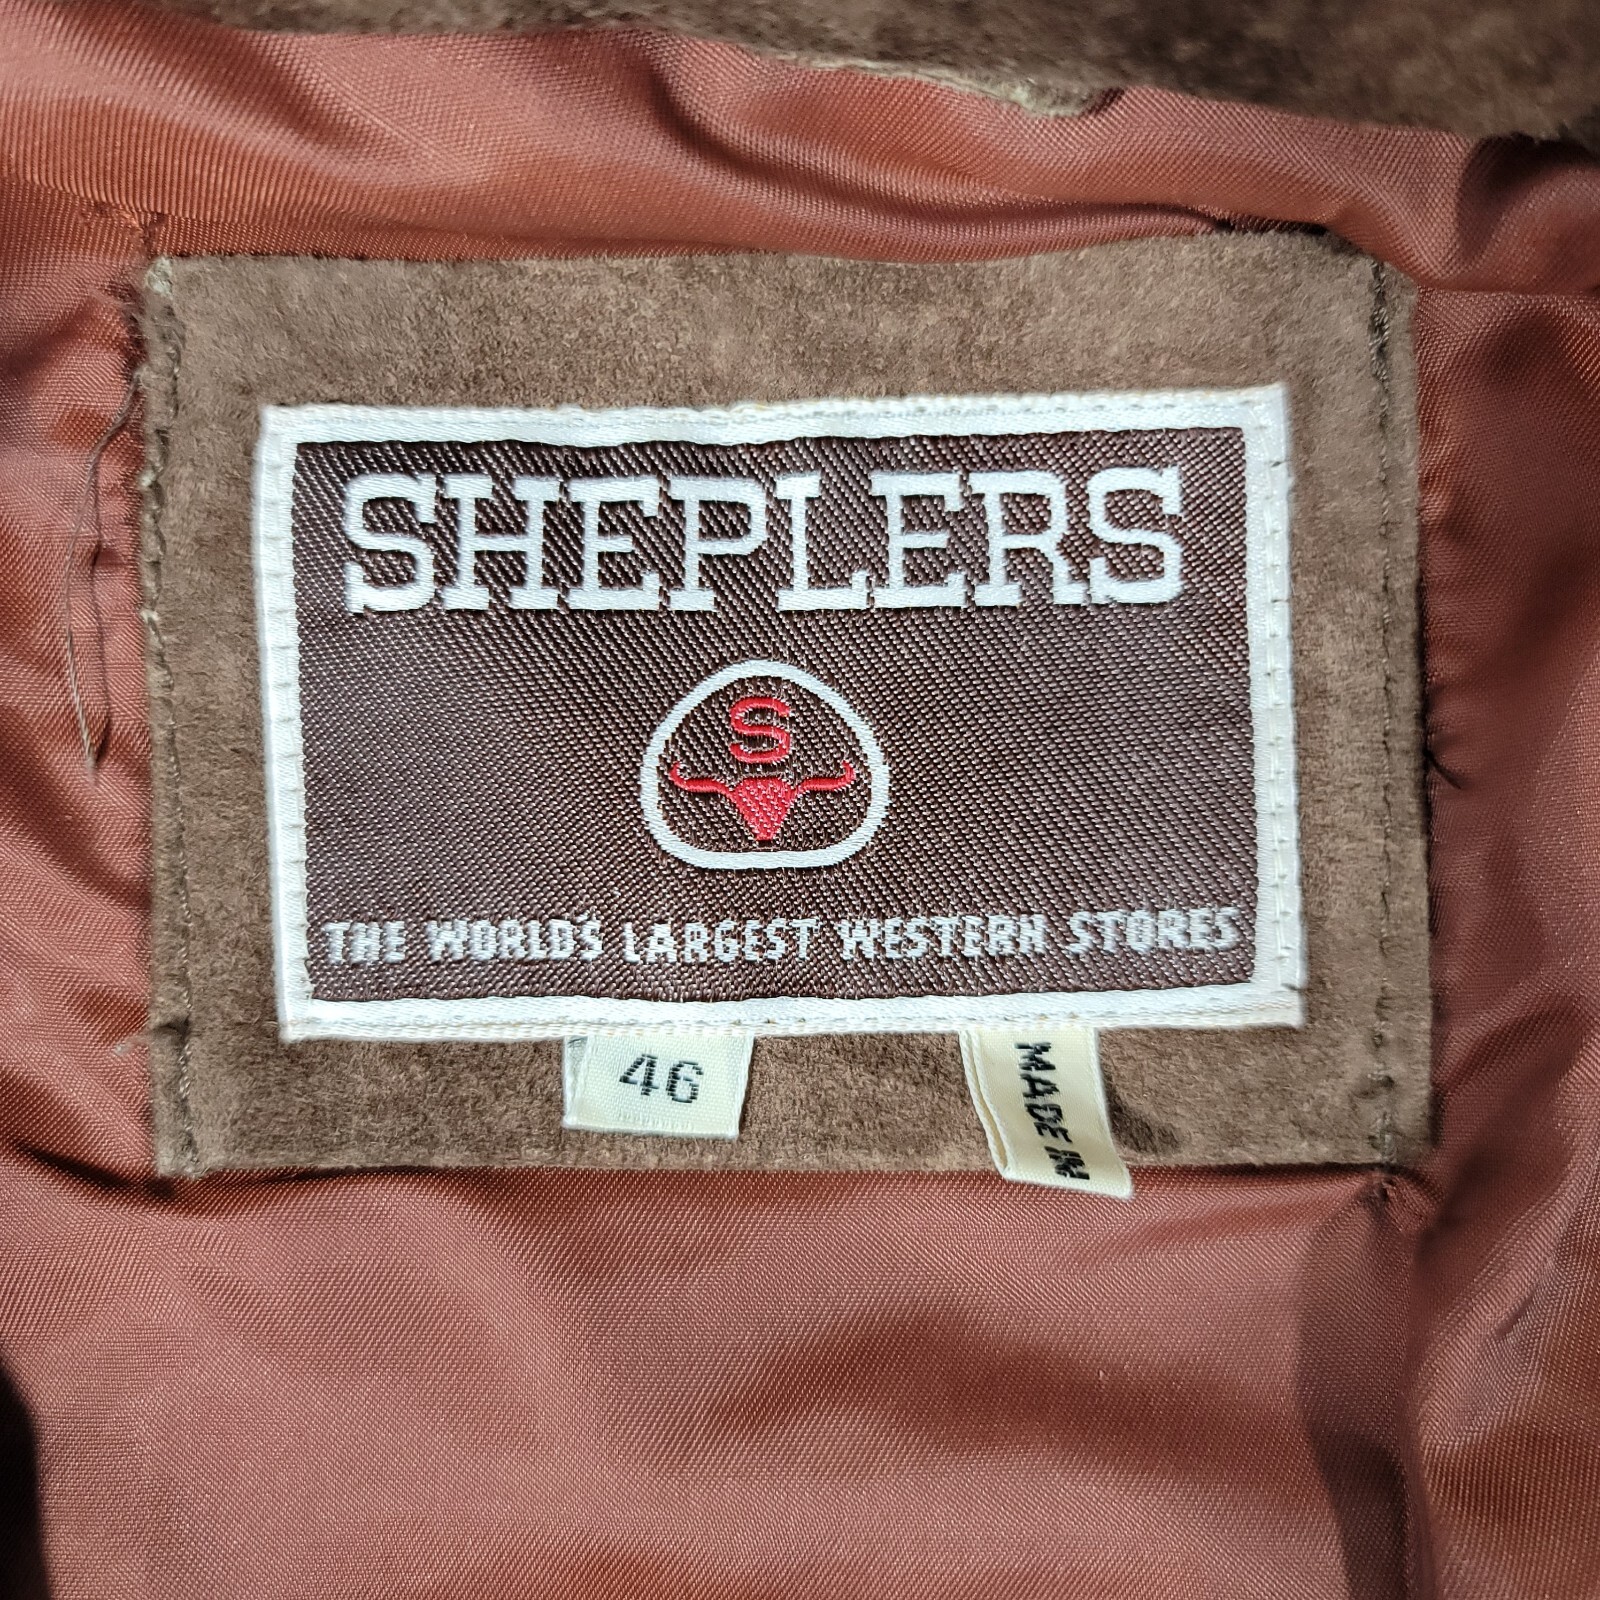 SHEPLERS
S
THE WORLD'S LARGEST WESTERN STORES
46
MADE IN